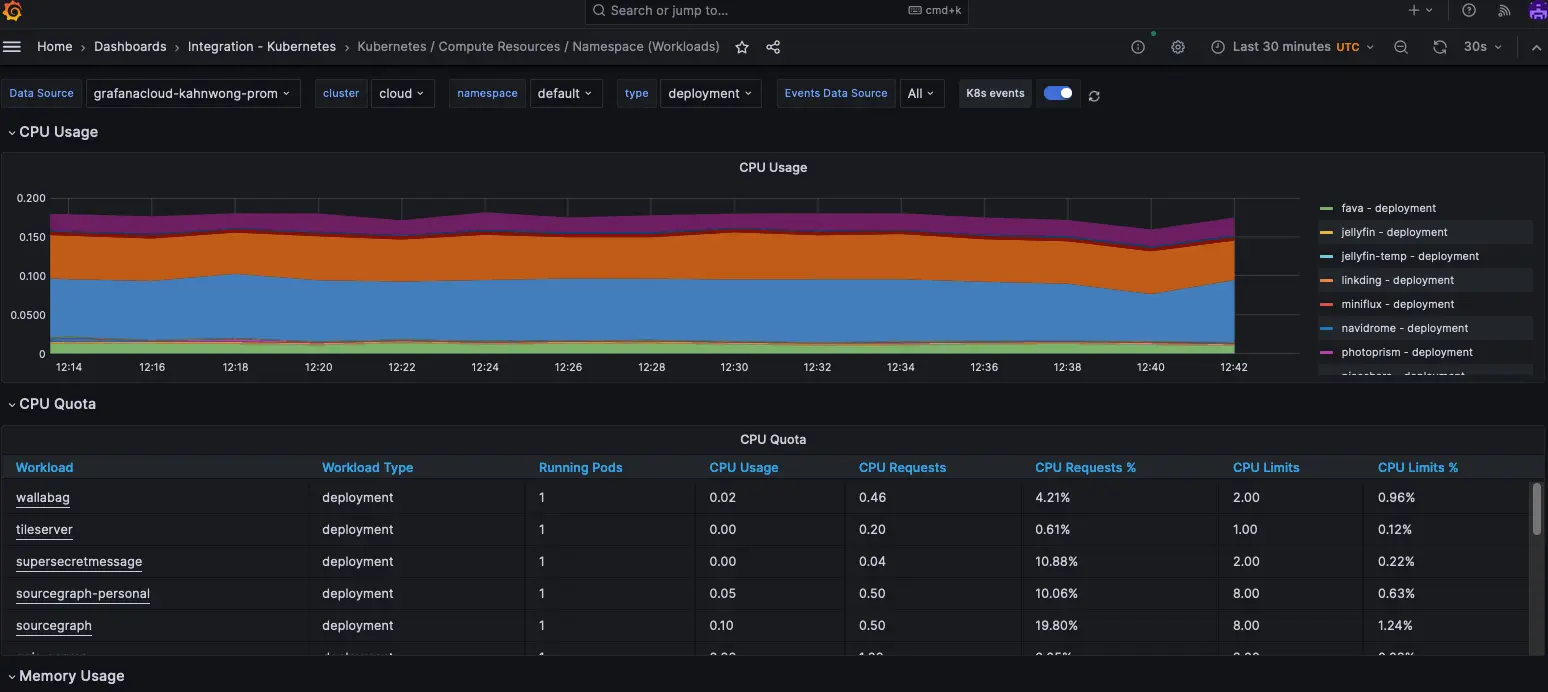 Search or jump to... cmd+k
Home › Dashboards › Integration - Kubernetes › Kubernetes / Compute Resources / Namespace (Workloads) Last 30 minutes UTC 30s
Data Source grafanacloud-kahnwong-prom cluster cloud namespace default type deployment Events Data Source All K8s events
CPU Usage
CPU Usage
0.200
0.150
0.100
0.0500
0
12:14 12:16 12:18 12:20 12:22 12:24 12:26 12:28 12:30 12:32 12:34 12:36 12:38 12:40 12:42
fava - deployment
jellyfin - deployment
jellyfin-temp - deployment
linkding - deployment
miniflux - deployment
navidrome - deployment
photoprism - deployment
CPU Quota
CPU Quota
Workload Workload Type Running Pods CPU Usage CPU Requests CPU Requests % CPU Limits CPU Limits %
wallabag deployment 1 0.02 0.46 4.21% 2.00 0.96%
tileserver deployment 1 0.00 0.20 0.61% 1.00 0.12%
supersecretmessage deployment 1 0.00 0.04 10.88% 2.00 0.22%
sourcegraph-personal deployment 1 0.05 0.50 10.06% 8.00 0.63%
sourcegraph deployment 1 0.10 0.50 19.80% 8.00 1.24%
Memory Usage